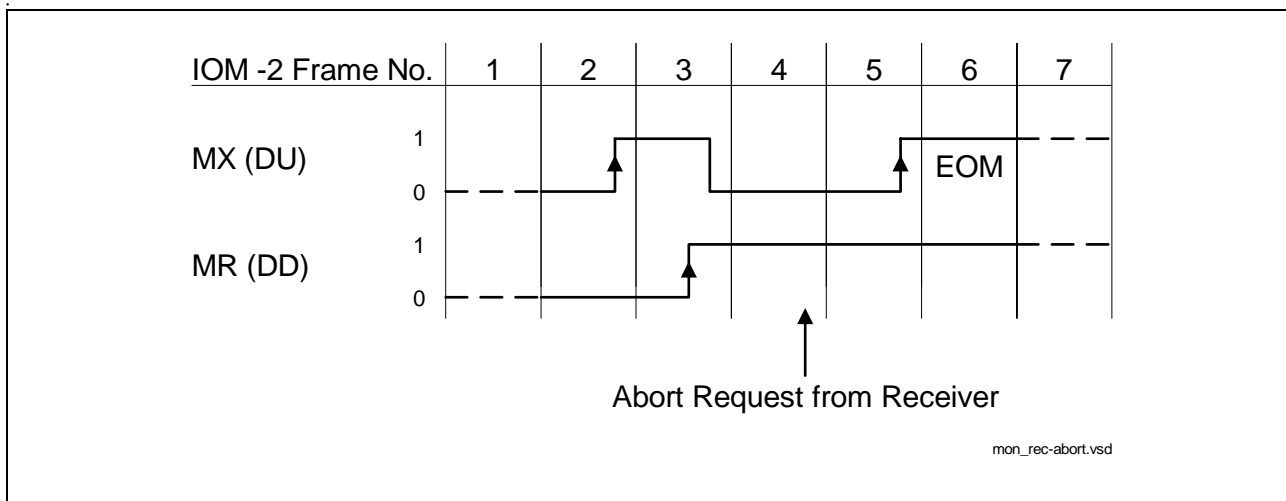 .
IOM -2 Frame No. 1 2 3 4 5 6 7
1
MX (DU)
EOM
0
1
MR (DD)
0
Abort Request from Receiver
mon_rec-abort.vsd